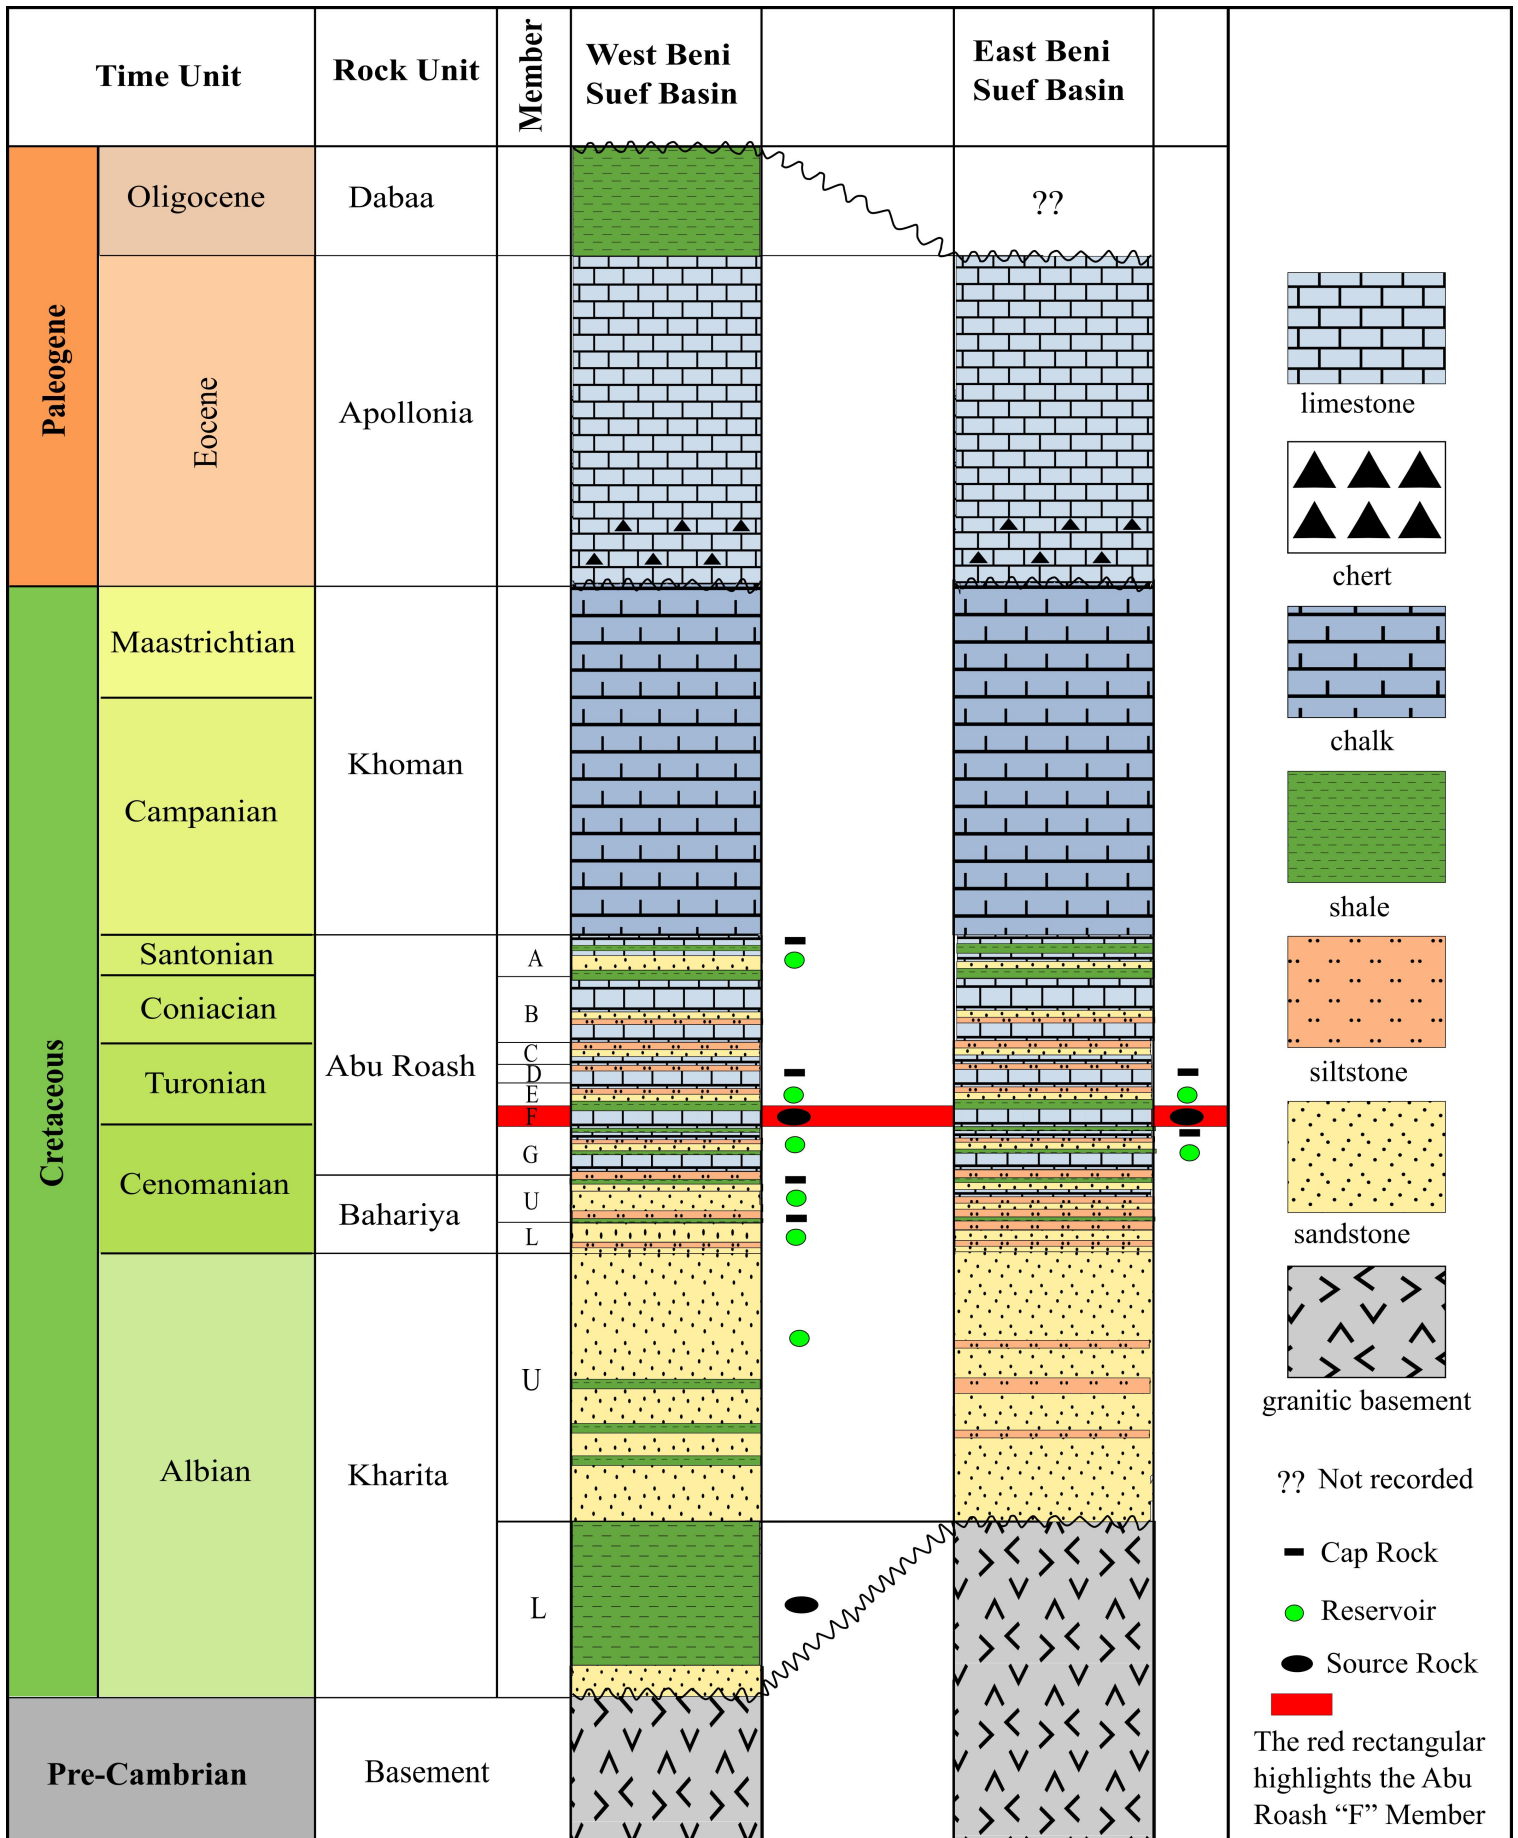 Time Unit
Rock Unit
Member
West Beni
Suef Basin
East Beni
Suef Basin
Paleogene
Oligocene
Dabaa
??
Eocene
Apollonia
Cretaceous
Maastrichtian
Khoman
Campanian
Santonian
A
Coniacian
B
Abu Roash
C
Turonian
D
E
F
Cenomanian
G
Bahariya
U
L
Albian
Kharita
U
L
Pre-Cambrian
Basement
limestone
chert
chalk
shale
siltstone
sandstone
granitic basement
?? Not recorded
Cap Rock
Reservoir
Source Rock
The red rectangular
highlights the Abu
Roash “F” Member